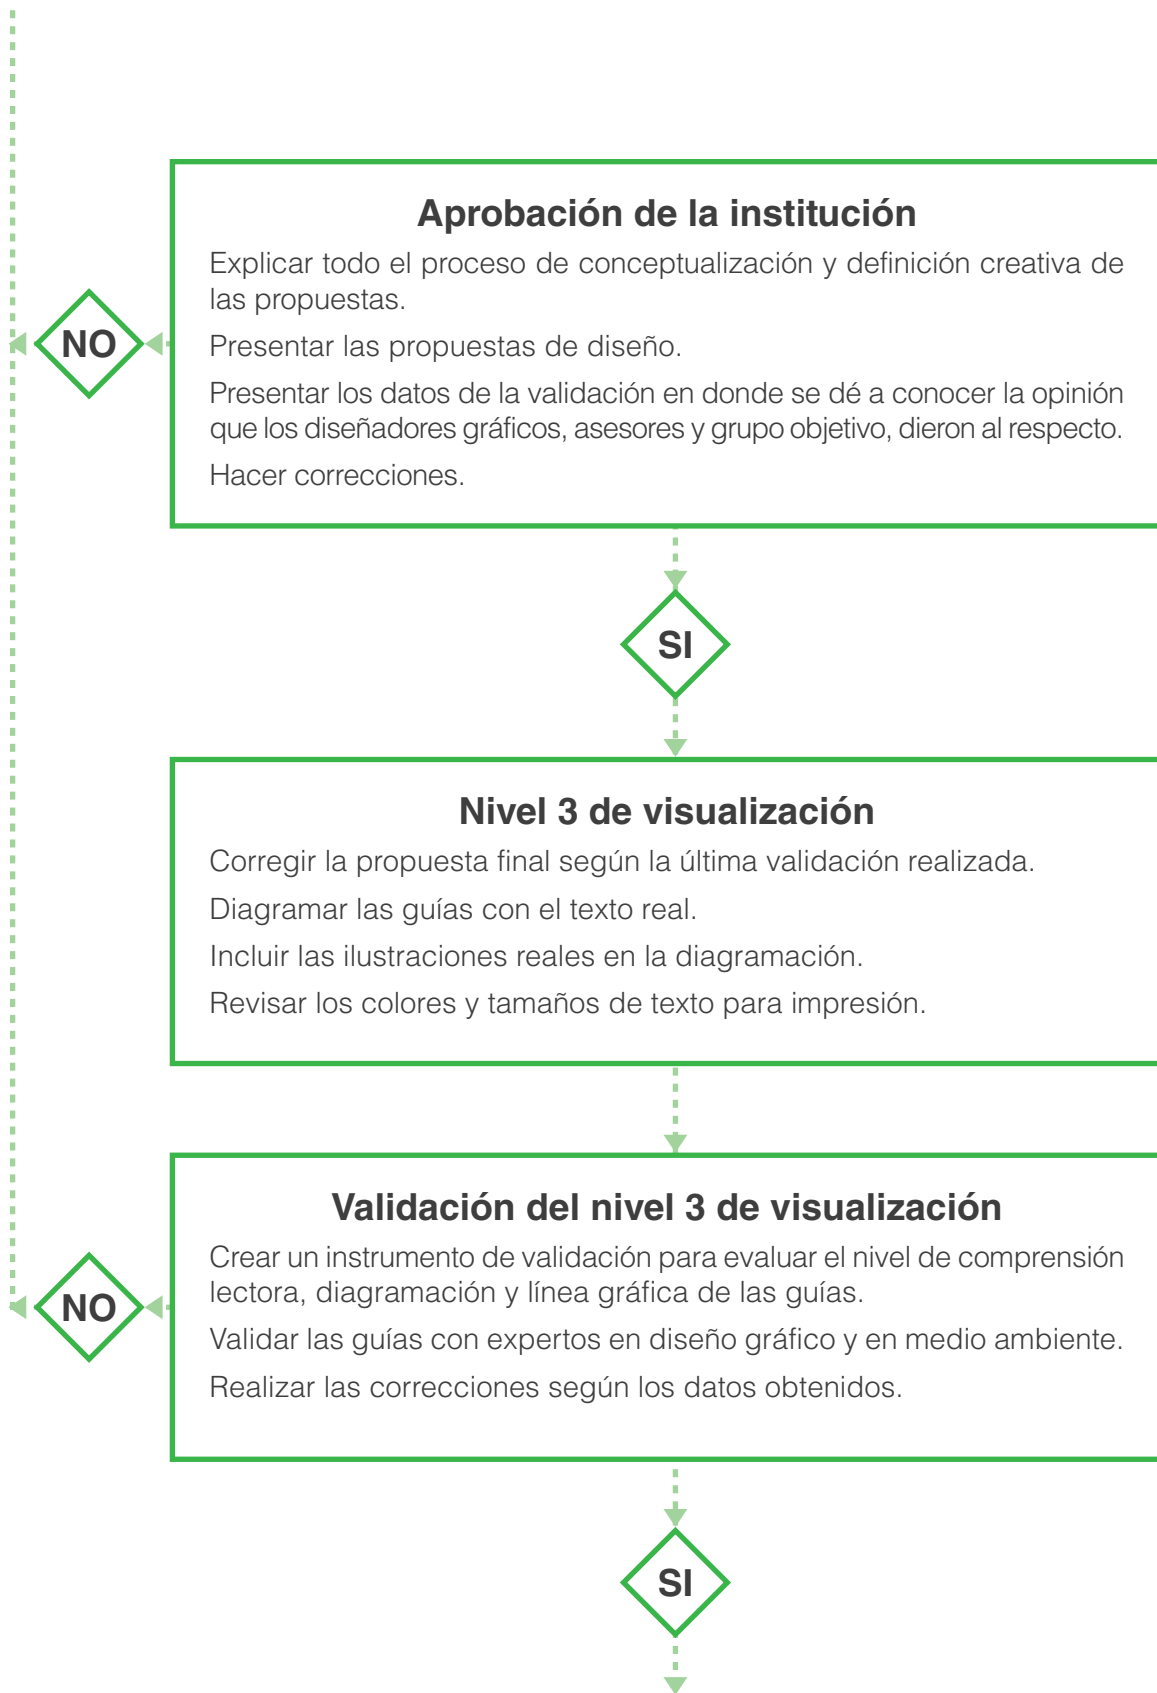 Aprobación de la institución
Explicar todo el proceso de conceptualización y definición creativa de
las propuestas.
NO
Presentar las propuestas de diseño.
Presentar los datos de la validación en donde se dé a conocer la opinión
que los diseñadores gráficos, asesores y grupo objetivo, dieron al respecto.
Hacer correcciones.
SI
Nivel 3 de visualización
Corregir la propuesta final según la última validación realizada.
Diagramar las guías con el texto real.
Incluir las ilustraciones reales en la diagramación.
Revisar los colores y tamaños de texto para impresión.
Validación del nivel 3 de visualización
Crear un instrumento de validación para evaluar el nivel de comprensión
lectora, diagramación y línea gráfica de las guías.
NO
Validar las guías con expertos en diseño gráfico y en medio ambiente.
Realizar las correcciones según los datos obtenidos.
SI